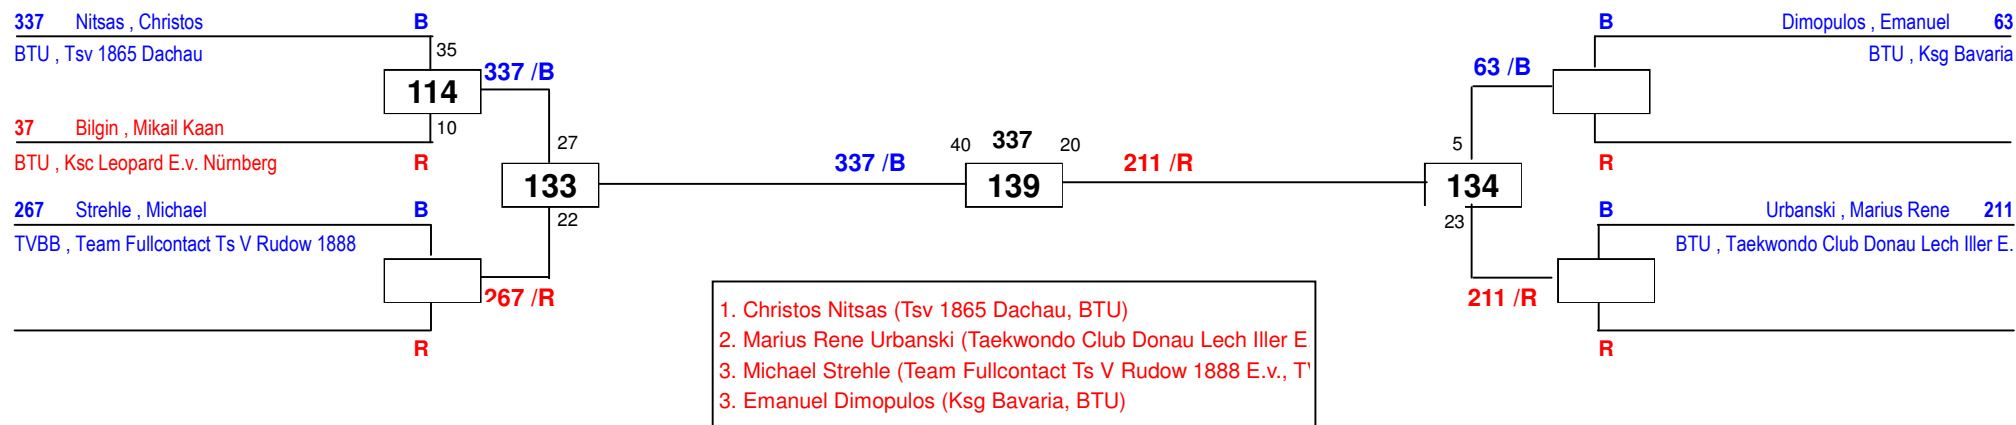 337 Nitsas , Christos B
BTU , Tsv 1865 Dachau
35
114
337 /B
10
37 Bilgin , Mikail Kaan
BTU , Ksc Leopard E.v. Nürnberg R
27
133
22
267 Strehle , Michael B
TVBB , Team Fullcontact Ts V Rudow 1888
267 /R
R
337 /B
40 337 20
139
211 /R
B Dimopulos , Emanuel 63
BTU , Ksg Bavaria
63 /B
R
5
134
23
B Urbanski , Marius Rene 211
BTU , Taekwondo Club Donau Lech Iller E.
211 /R
R
1. Christos Nitsas (Tsv 1865 Dachau, BTU)
2. Marius Rene Urbanski (Taekwondo Club Donau Lech Iller E
3. Michael Strehle (Team Fullcontact Ts V Rudow 1888 E.v., T
3. Emanuel Dimopulos (Ksg Bavaria, BTU)